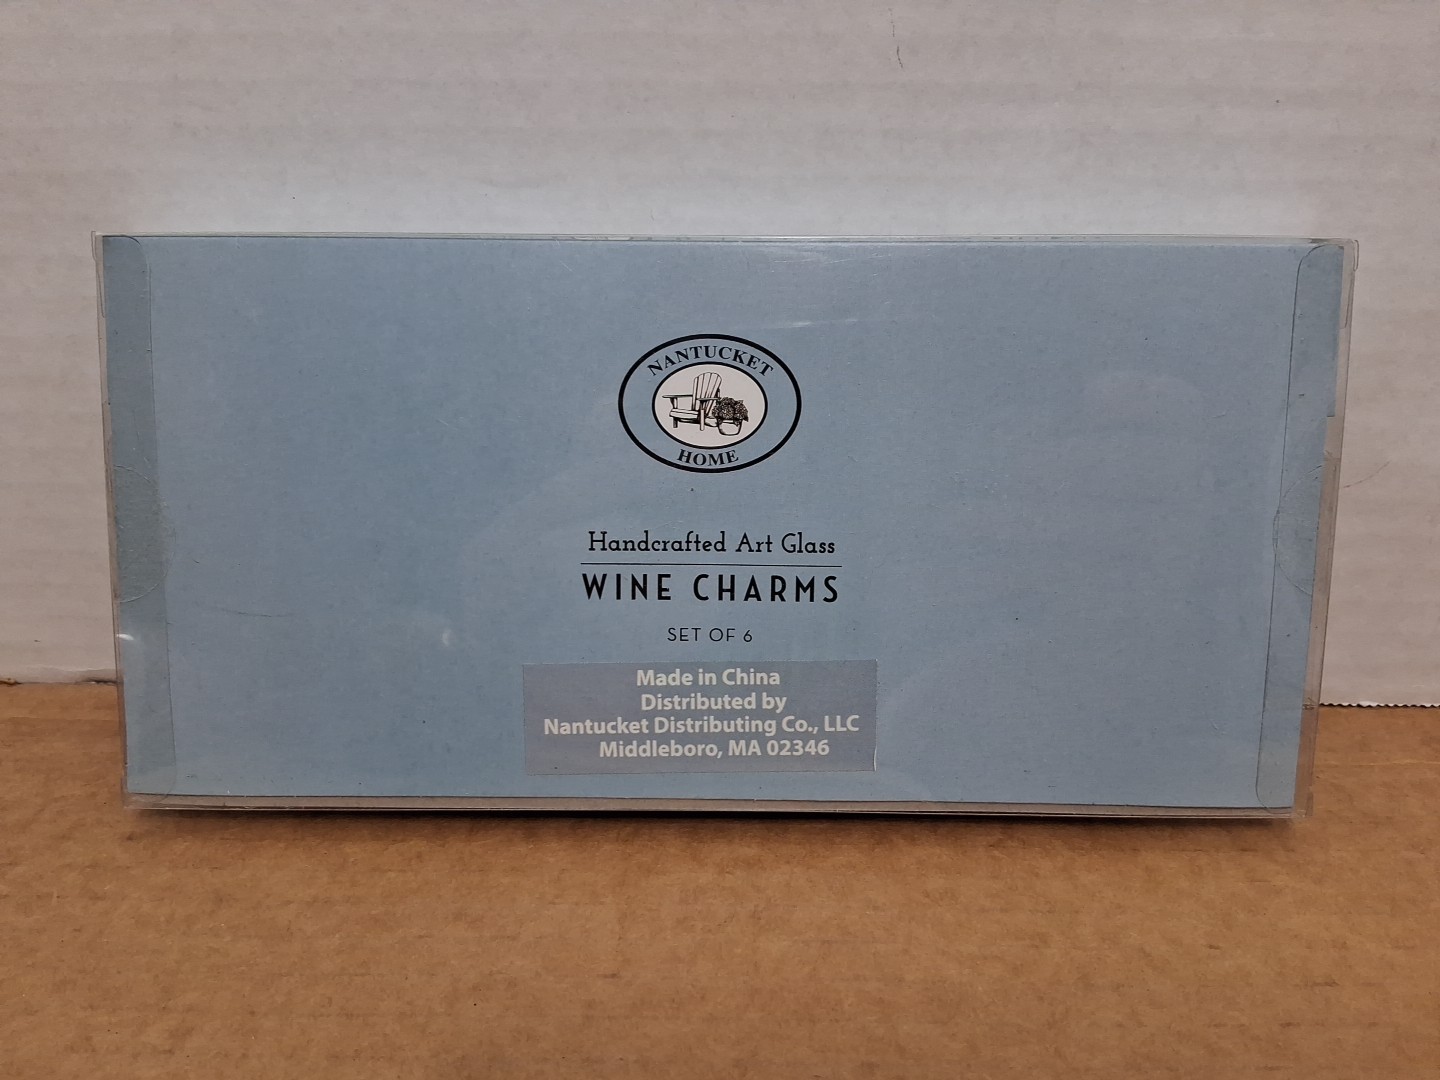 NANTUCKET
HOME
Handcrafted Art Glass
WINE CHARMS
SET OF 6
Made in China
Distributed by
Nantucket Distributing Co., LLC
Middleboro, MA 02346